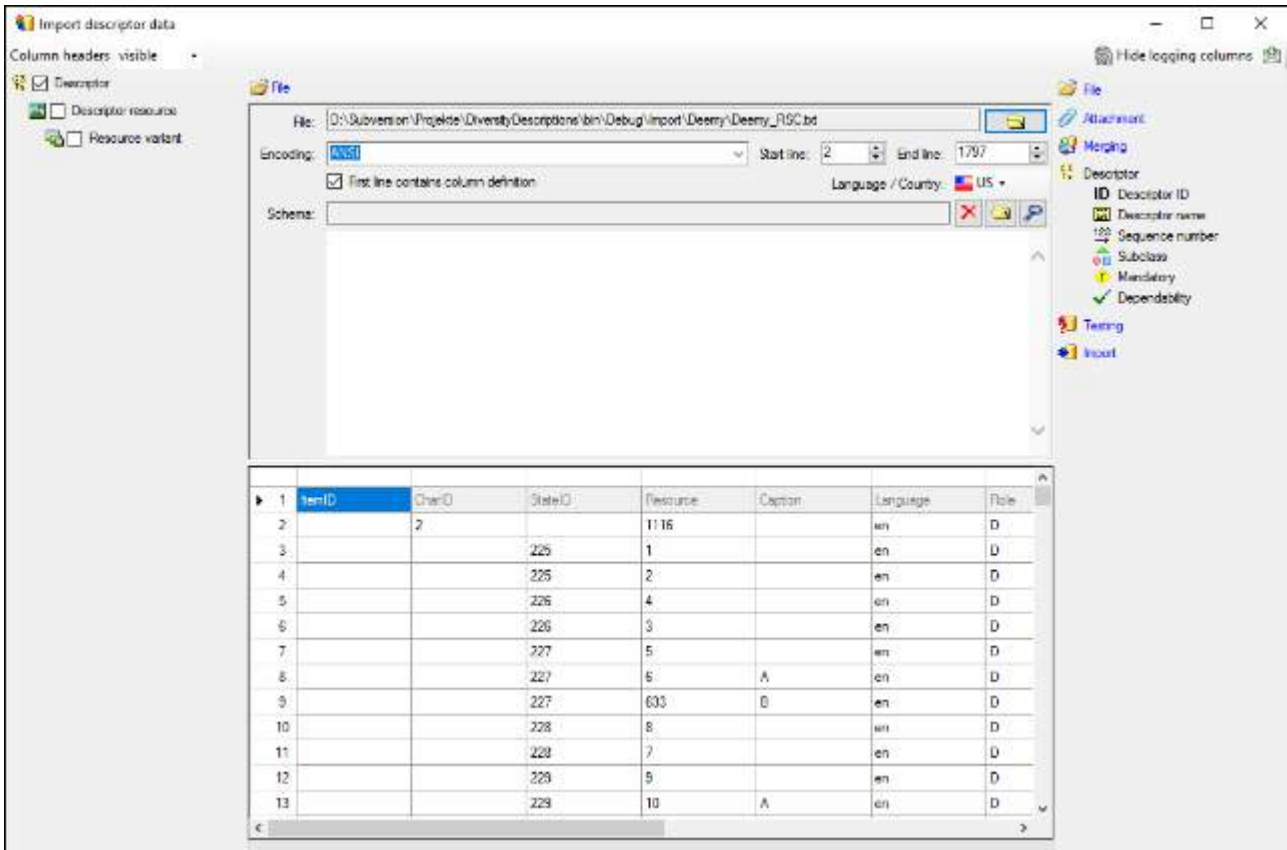 Import descriptor data
Column headers visible
Hide logging columns
Descriptor
Descriptor resource
Resource variant
File
File: D:\Subversion\Projekte\DiversityDescriptions\bin\Debug\Import\Deemy\Deemy_RSC.txt
Encoding: ANSI Start line: 2 End line: 1797
First line contains column definition Language / Country: US
Schema:
File
Attachment
Merging
Descriptor
ID Descriptor ID
Descriptor name
123 Sequence number
Subclass
Mandatory
Dependability
Testing
Import
1 ItemID CharID StateID Resource Caption Language Role
2 2 1116 en D
3 225 1 en D
4 225 2 en D
5 226 4 en D
6 226 3 en D
7 227 5 en D
8 227 6 A en D
9 227 633 B en D
10 228 8 en D
11 228 7 en D
12 229 9 en D
13 229 10 A en D